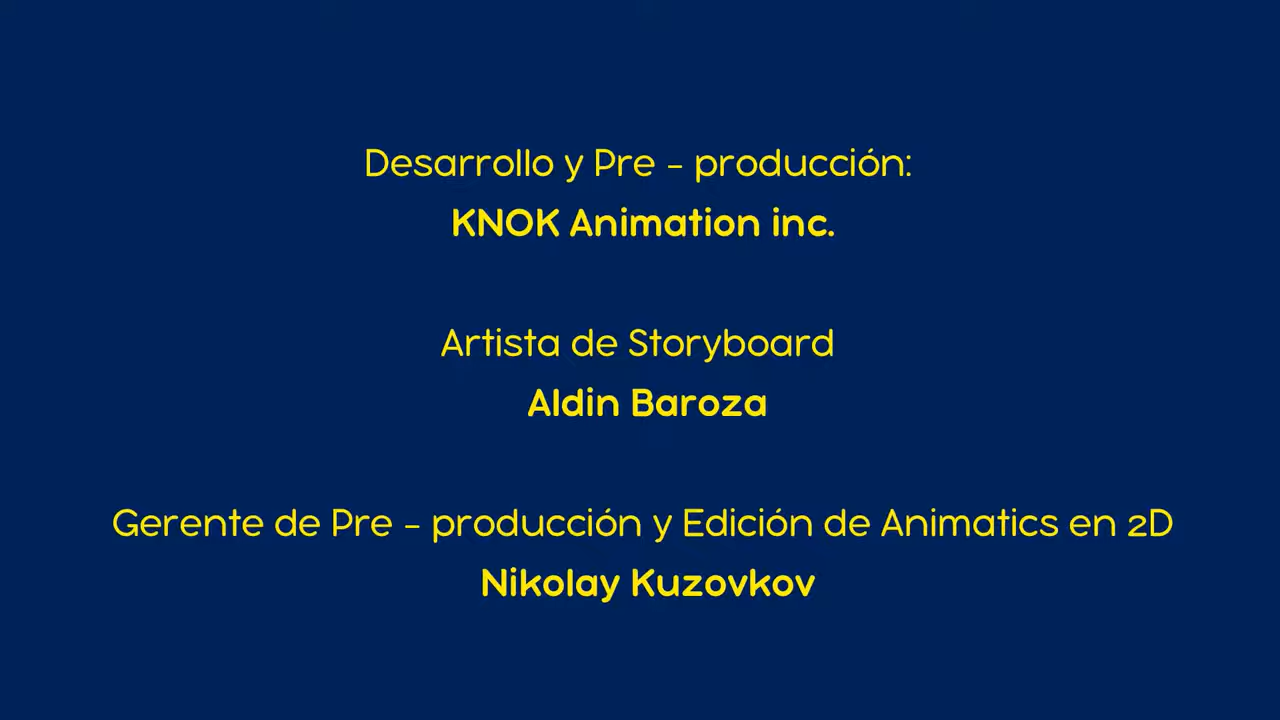 Desarrollo y Pre - producción:
KNOK Animation inc.
Artista de Storyboard
Aldin Baroza
Gerente de Pre - producción y Edición de Animatics en 2D
Nikolay Kuzovkov